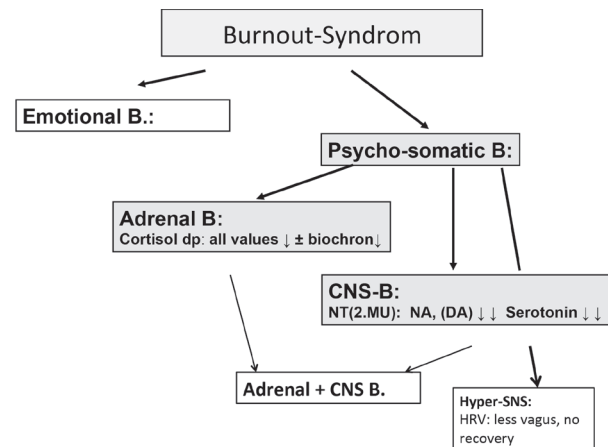 Burnout-Syndrom
Emotional B.:
Psycho-somatic B:
Adrenal B:
Cortisol dp: all values ↓ ± biochron↓
CNS-B:
NT(2.MU): NA, (DA) ↓ ↓ Serotonin ↓ ↓
Adrenal + CNS B.
Hyper-SNS:
HRV: less vagus, no
recovery